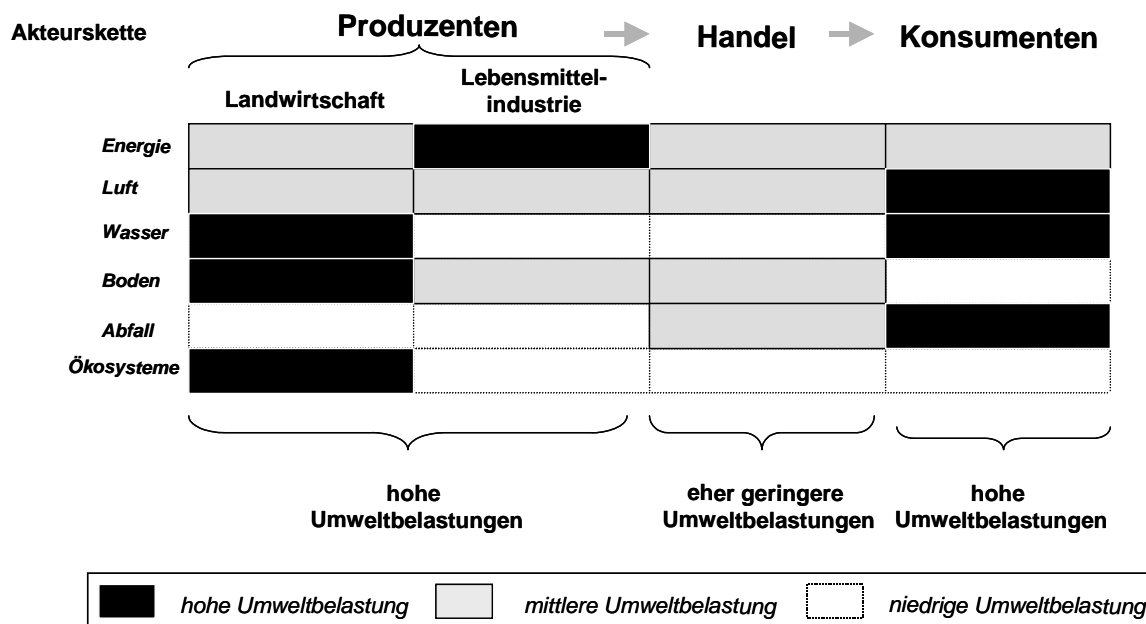 Akteurskette
Produzenten
Handel
Konsumenten
Landwirtschaft
Lebensmittel-
industrie
Energie
Luft
Wasser
Boden
Abfall
Ökosysteme
hohe
Umweltbelastungen
eher geringere
Umweltbelastungen
hohe
Umweltbelastungen
hohe Umweltbelastung
mittlere Umweltbelastung
niedrige Umweltbelastung